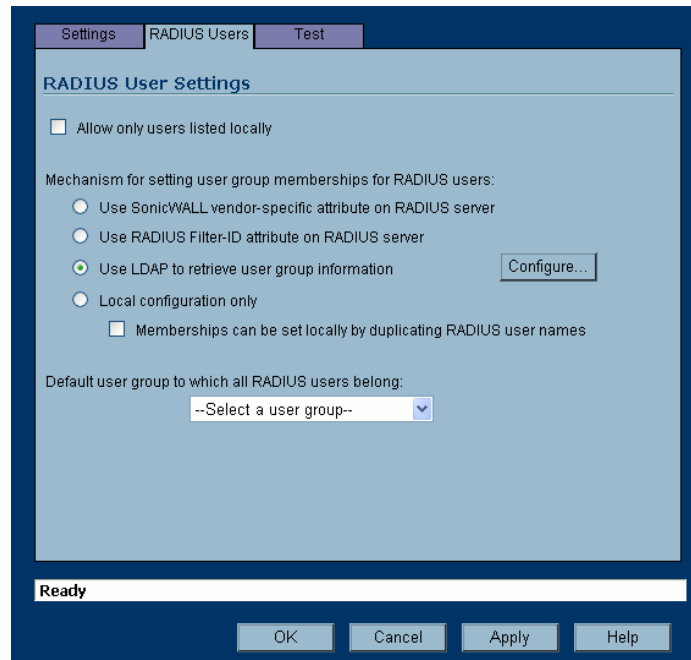 Settings RADIUS Users Test
RADIUS User Settings
Allow only users listed locally
Mechanism for setting user group memberships for RADIUS users:
Use SonicWALL vendor-specific attribute on RADIUS server
Use RADIUS Filter-ID attribute on RADIUS server
Use LDAP to retrieve user group information Configure...
Local configuration only
Memberships can be set locally by duplicating RADIUS user names
Default user group to which all RADIUS users belong:
--Select a user group--
Ready
OK Cancel Apply Help